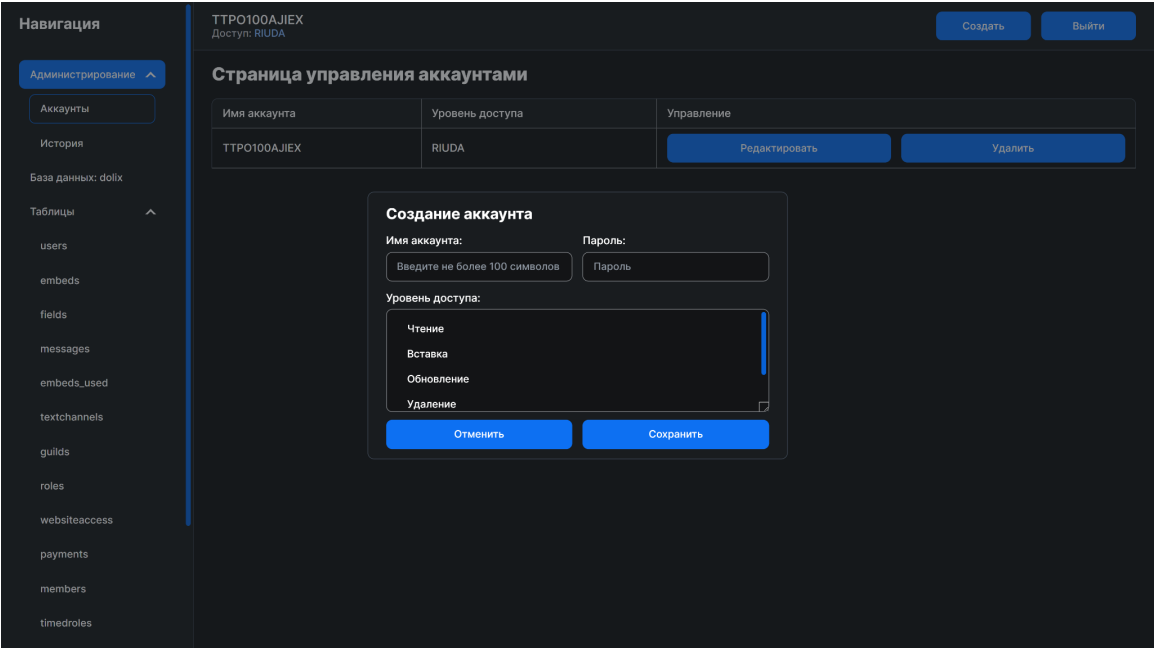 Навигация
Администрирование
Аккаунты
История
База данных: dolix
Таблицы
users
embeds
fields
messages
embeds_used
textchannels
guilds
roles
websiteaccess
payments
members
timedroles
TTPO100AJIEX
Доступ: RIUDA
Создать
Выйти
Страница управления аккаунтами
Имя аккаунта
Уровень доступа
Управление
TTPO100AJIEX
RIUDA
Редактировать
Удалить
Создание аккаунта
Имя аккаунта:
Пароль:
Введите не более 100 символов
Пароль
Уровень доступа:
Чтение
Вставка
Обновление
Удаление
Отменить
Сохранить